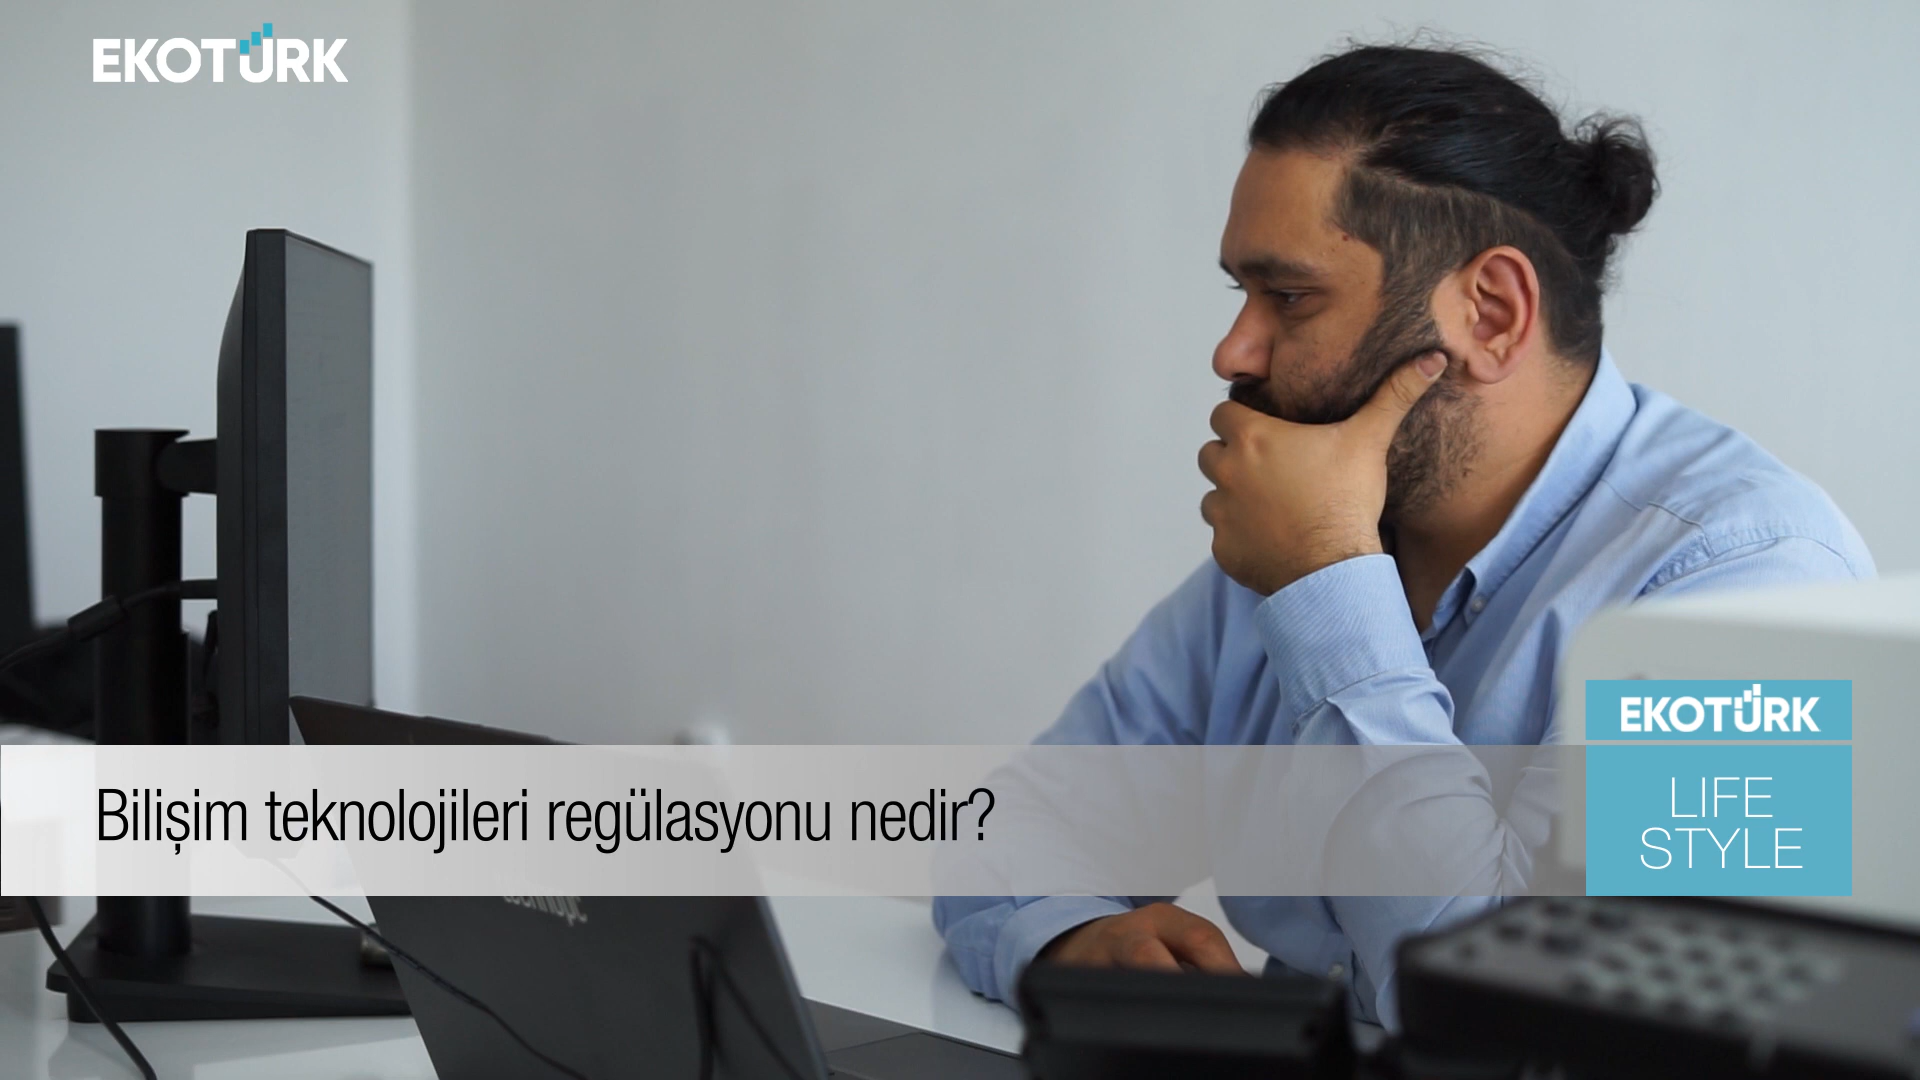 EKOTÜRK
EKOTÜRK
Bilişim teknolojileri regülasyonu nedir?
LIFE
STYLE